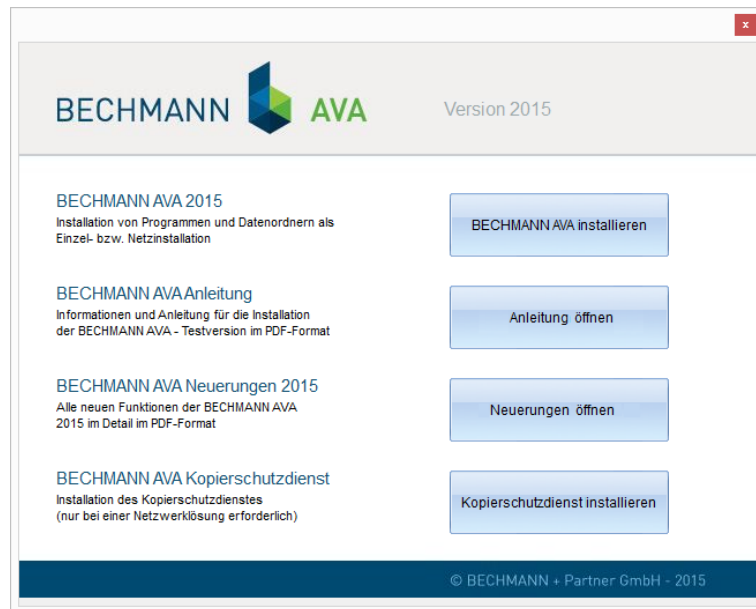 x
BECHMANN AVA
Version 2015
BECHMANN AVA 2015
Installation von Programmen und Datenordnern als
Einzel- bzw. Netzinstallation
BECHMANN AVA installieren
BECHMANN AVA Anleitung
Informationen und Anleitung für die Installation
der BECHMANN AVA - Testversion im PDF-Format
Anleitung öffnen
BECHMANN AVA Neuerungen 2015
Alle neuen Funktionen der BECHMANN AVA
2015 im Detail im PDF-Format
Neuerungen öffnen
BECHMANN AVA Kopierschutzdienst
Installation des Kopierschutzdienstes
(nur bei einer Netzwerklösung erforderlich)
Kopierschutzdienst installieren
© BECHMANN + Partner GmbH - 2015